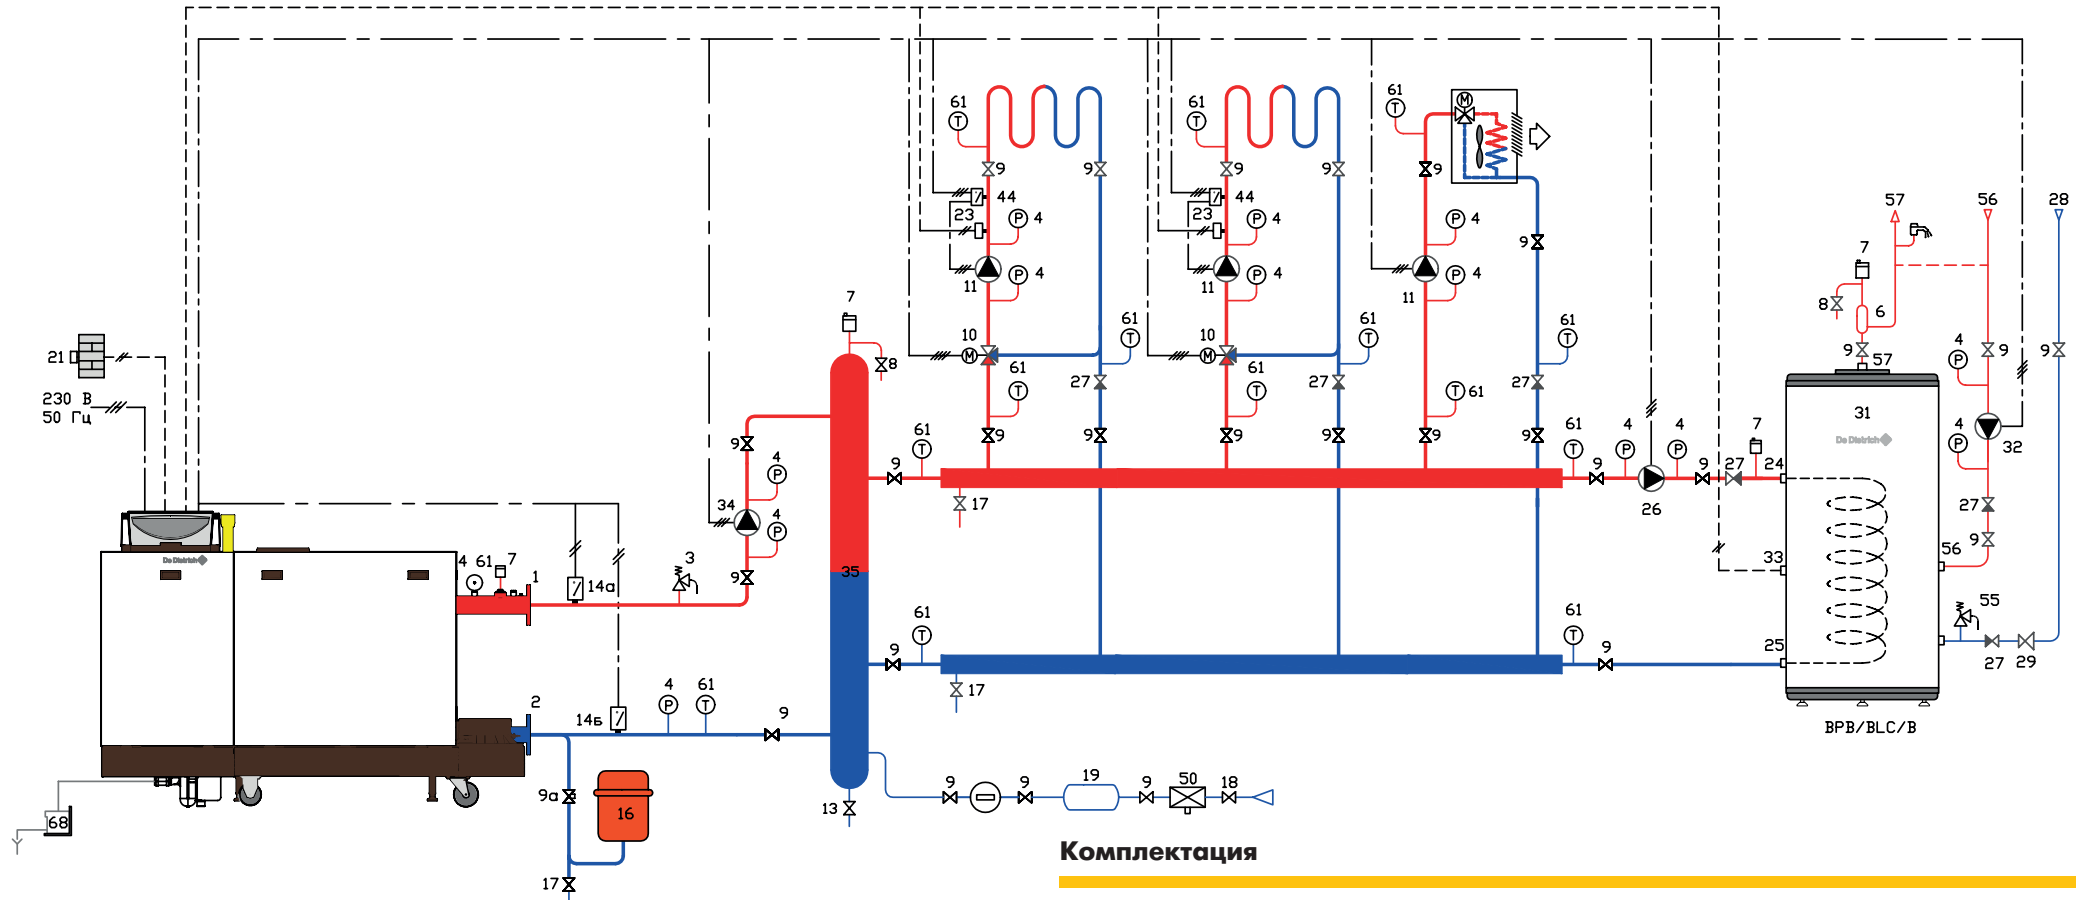 61 61 61 M
T T T
9 9 9 9 9
44 44 57 56 28
23 P 4 23 P 4 P 4
9 7
P 4 P 4 P 4
11 11 11
7 8 6
61 61 61
10 T 10 T T 4
M M P 9 9
21 61 61 9 57
8 T 27 T 27 T 61 27
230 В
50 Гц
31
61 61 4 4 7 De Dietrich P 32
9 T 9 9 9 9 9 9 T P P
4 9 9 27 24
P
34 17 26 27
4
P 9
De Dietrich 3 33 56
4 61 7 1 14а 9 35
61 61 55
T T
9 9 25
2 14б 4 61 9 17 27 29
P T
BPB/BLC/B
9 9 19 9 50 18
9а 13
16
68
17
Комплектация